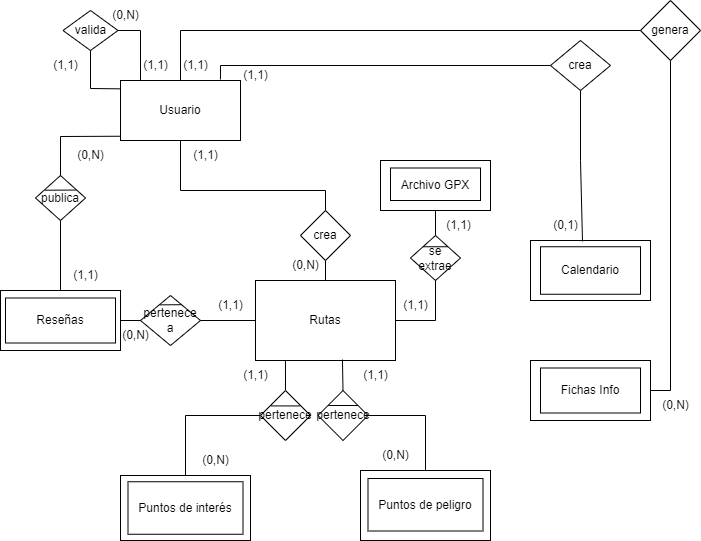 (0,N)
valida
genera
(1,1)
(1,1)
(1,1)
(1,1)
crea
Usuario
(0,N)
(1,1)
Archivo GPX
publica
(1,1)
(0,1)
crea
se
extrae
(0,N)
Calendario
(1,1)
Reseñas
pertenece
a
(1,1)
(0,N)
Rutas
(1,1)
(1,1)
(1,1)
Fichas Info
(0,N)
pertenece
pertenece
(0,N)
(0,N)
Puntos de interés
Puntos de peligro